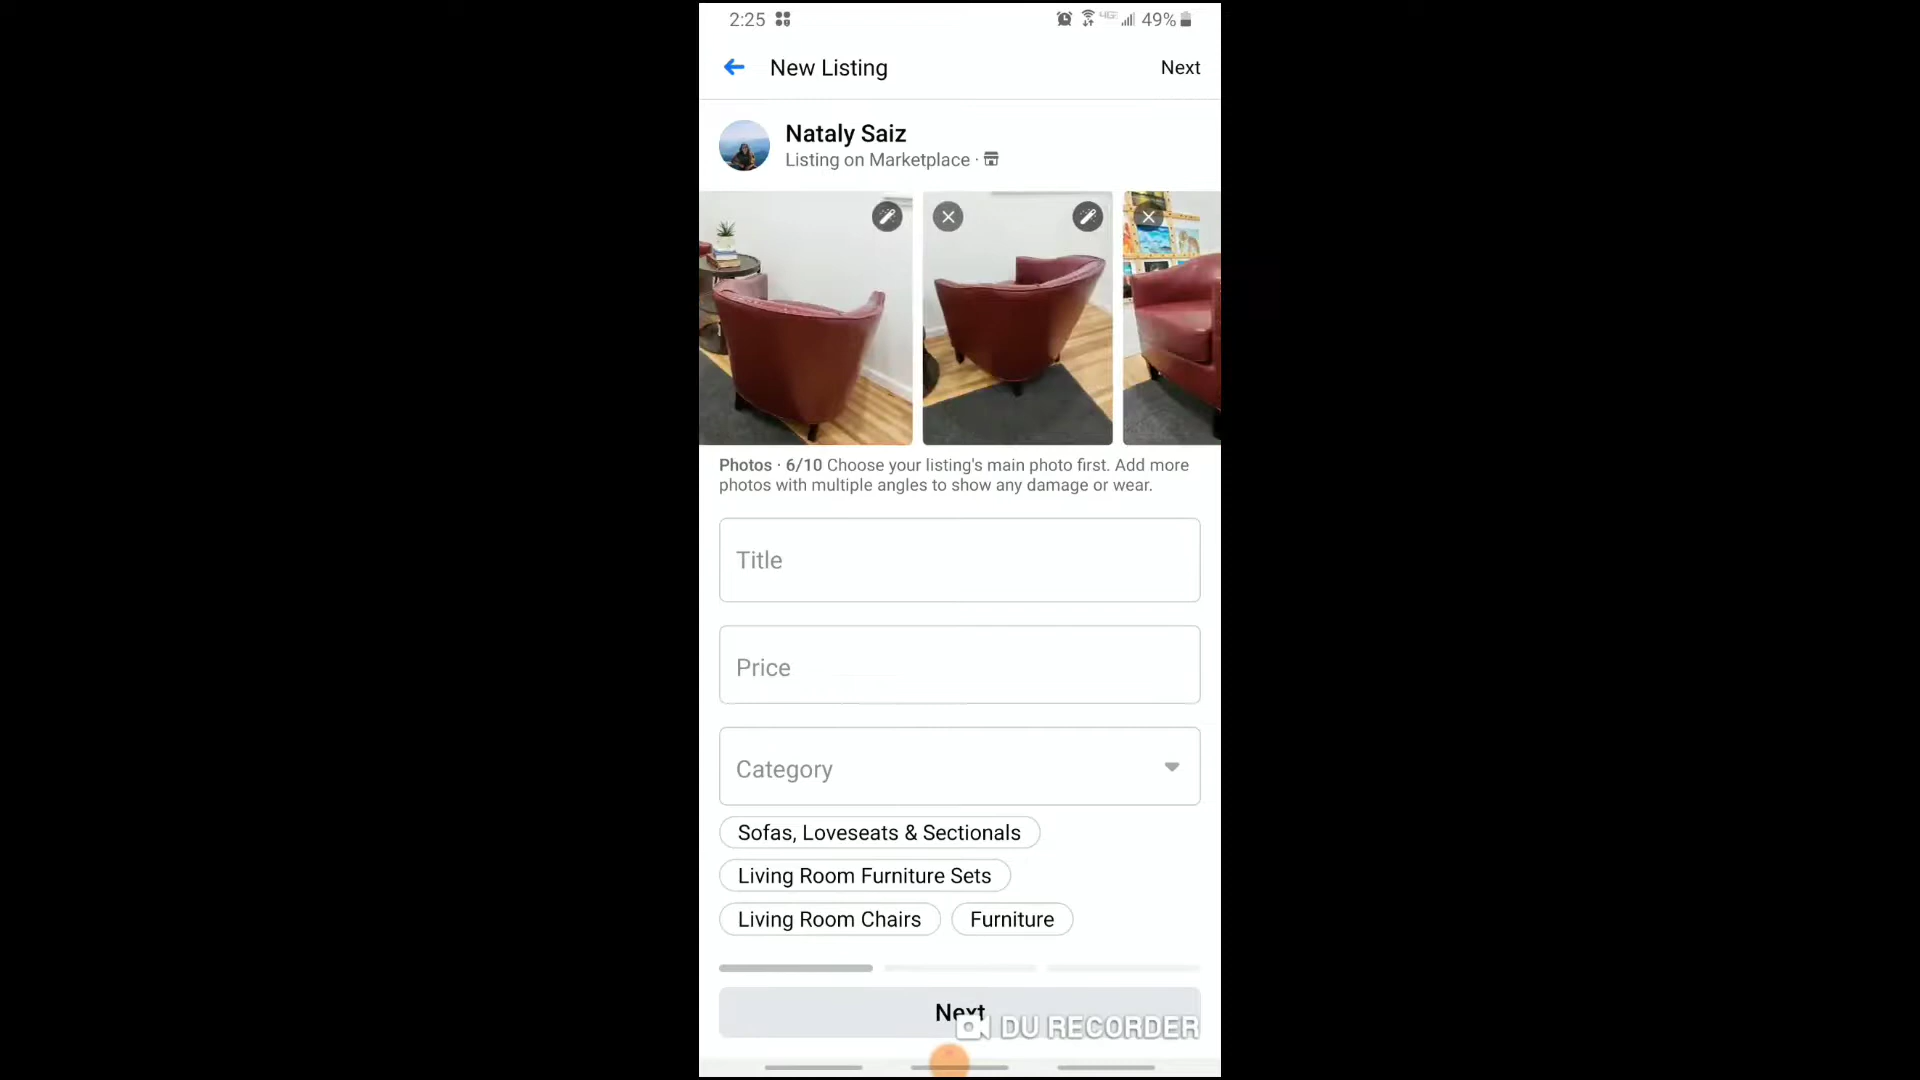 2:25
49%
New Listing
Next
Nataly Saiz
Listing on Marketplace ·
Photos · 6/10 Choose your listing's main photo first. Add more
photos with multiple angles to show any damage or wear.
Title
Price
Category
Sofas, Loveseats & Sectionals
Living Room Furniture Sets
Living Room Chairs
Furniture
Next
DU RECORDER